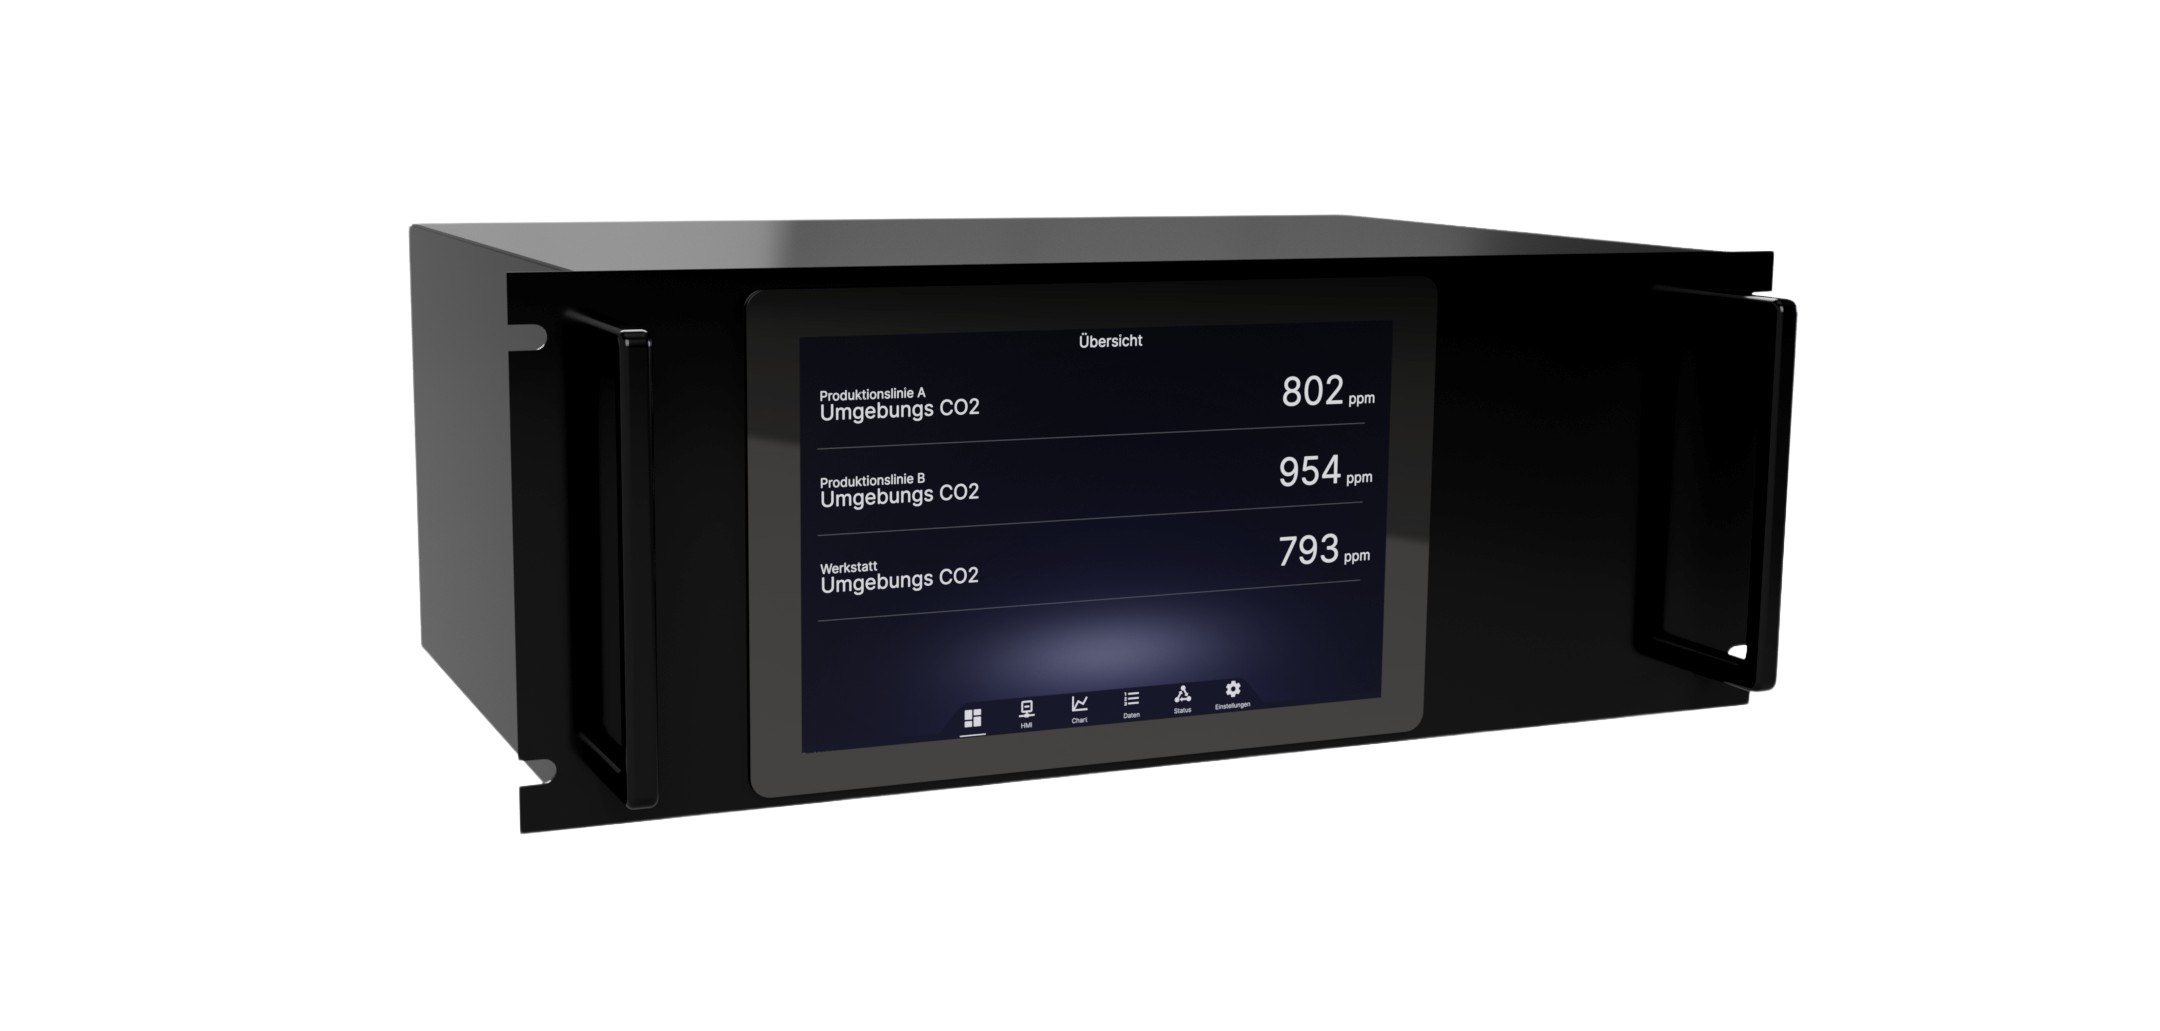 Übersicht
Produktionslinie A
Umgebungs CO2
802 ppm
Produktionslinie B
Umgebungs CO2
954 ppm
Werkstatt
Umgebungs CO2
793 ppm
HMI
Chart
Daten
Status
Einstellungen